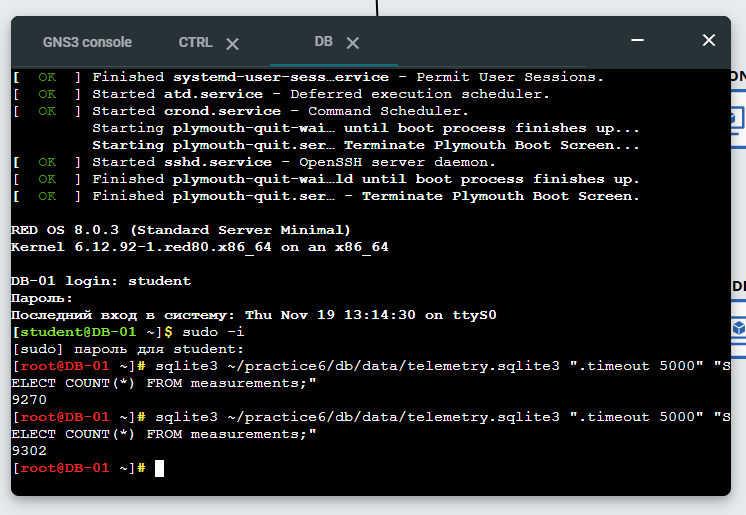 GNS3 console CTRL DB
[  OK  ] Finished systemd-user-sess…ervice - Permit User Sessions.
[  OK  ] Started atd.service - Deferred execution scheduler.
[  OK  ] Started crond.service - Command Scheduler.
Starting plymouth-quit-wai… until boot process finishes up...
Starting plymouth-quit.ser… Terminate Plymouth Boot Screen...
[  OK  ] Started sshd.service - OpenSSH server daemon.
[  OK  ] Finished plymouth-quit-wai…ld until boot process finishes up.
[  OK  ] Finished plymouth-quit.ser… - Terminate Plymouth Boot Screen.
RED OS 8.0.3 (Standard Server Minimal)
Kernel 6.12.92-1.red80.x86_64 on an x86_64
DB-01 login: student
Пароль:
Последний вход в систему: Thu Nov 19 13:14:30 on ttyS0
[student@DB-01 ~]$ sudo -i
[sudo] пароль для student:
[root@DB-01 ~]# sqlite3 ~/practice6/db/data/telemetry.sqlite3 ".timeout 5000" "S
ELECT COUNT(*) FROM measurements;"
9270
[root@DB-01 ~]# sqlite3 ~/practice6/db/data/telemetry.sqlite3 ".timeout 5000" "S
ELECT COUNT(*) FROM measurements;"
9302
[root@DB-01 ~]#